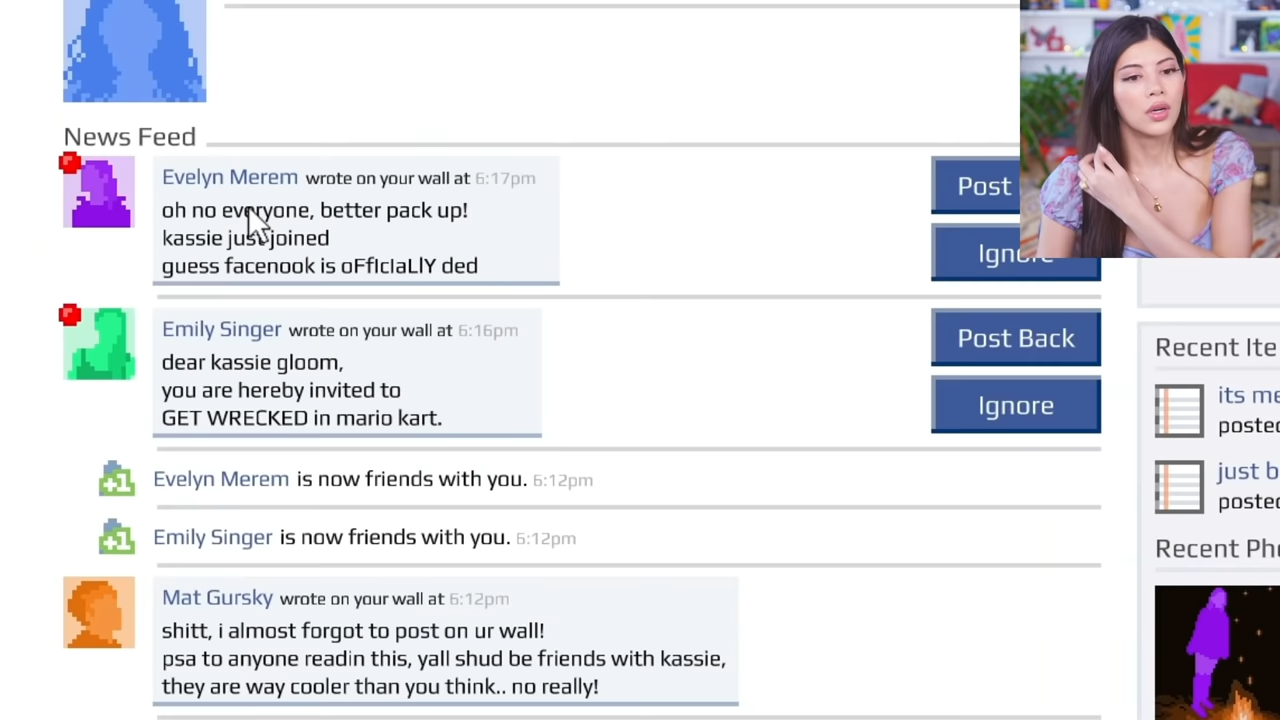 News Feed
Evelyn Merem wrote on your wall at 6:17pm
oh no everyone, better pack up!
kassie just joined
guess facenook is oFfIcIaLlY ded
Post
Ignore
Emily Singer wrote on your wall at 6:16pm
dear kassie gloom,
you are hereby invited to
GET WRECKED in mario kart.
Post Back
Ignore
+1 Evelyn Merem is now friends with you. 6:12pm
+1 Emily Singer is now friends with you. 6:12pm
Mat Gursky wrote on your wall at 6:12pm
shitt, i almost forgot to post on ur wall!
psa to anyone readin this, yall shud be friends with kassie,
they are way cooler than you think.. no really!
Recent Ite
its me
posted
just b
posted
Recent Pho